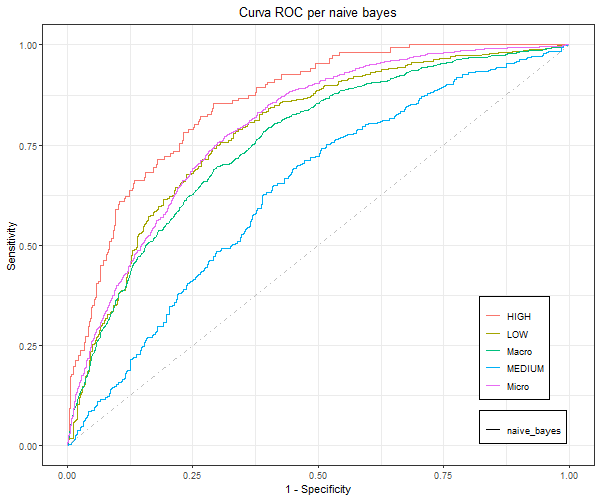 Curva ROC per naive bayes
1.00
0.75
0.50
0.25
0.00
Sensitivity
HIGH
LOW
Macro
MEDIUM
Micro
naive_bayes
0.00 0.25 0.50 0.75 1.00
1 - Specificity